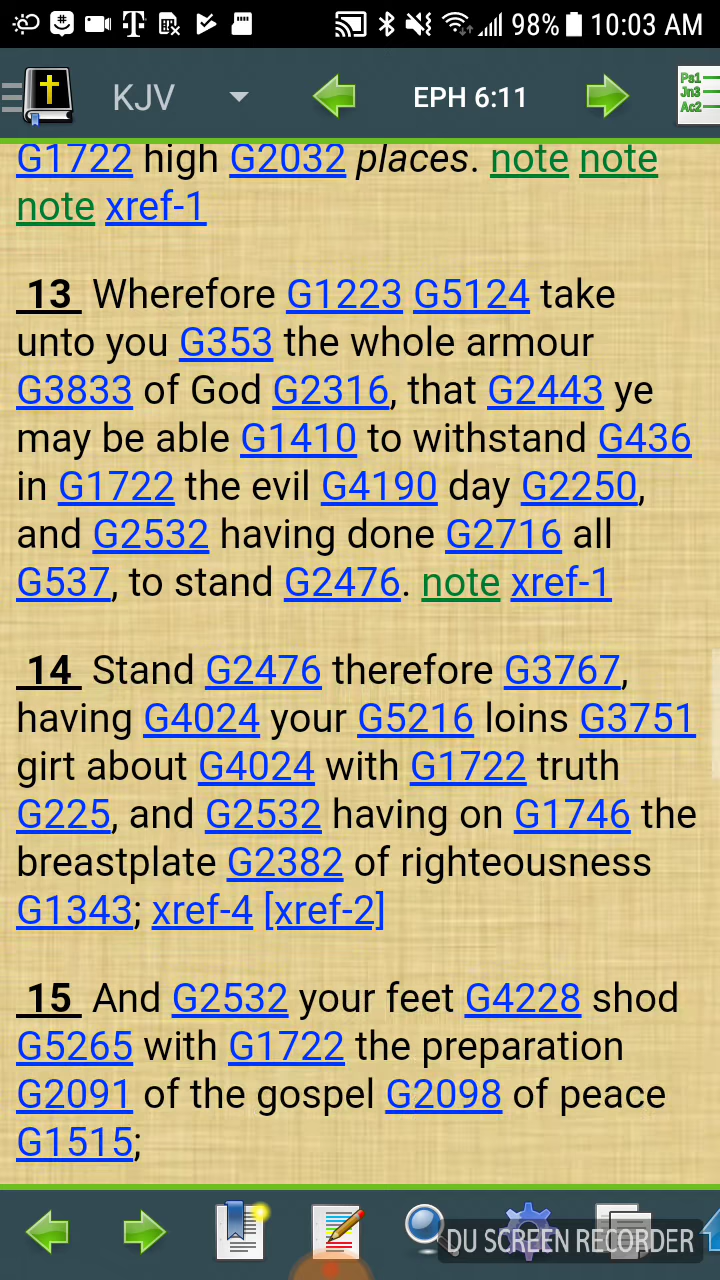 98% 10:03 AM
KJV EPH 6:11 Ps1 Jn3 Ac2
G1722 high G2032 places. note note
note xref-1
13 Wherefore G1223 G5124 take
unto you G353 the whole armour
G3833 of God G2316, that G2443 ye
may be able G1410 to withstand G436
in G1722 the evil G4190 day G2250,
and G2532 having done G2716 all
G537, to stand G2476. note xref-1
14 Stand G2476 therefore G3767,
having G4024 your G5216 loins G3751
girt about G4024 with G1722 truth
G225, and G2532 having on G1746 the
breastplate G2382 of righteousness
G1343; xref-4 [xref-2]
15 And G2532 your feet G4228 shod
G5265 with G1722 the preparation
G2091 of the gospel G2098 of peace
G1515;
DU SCREEN RECORDER